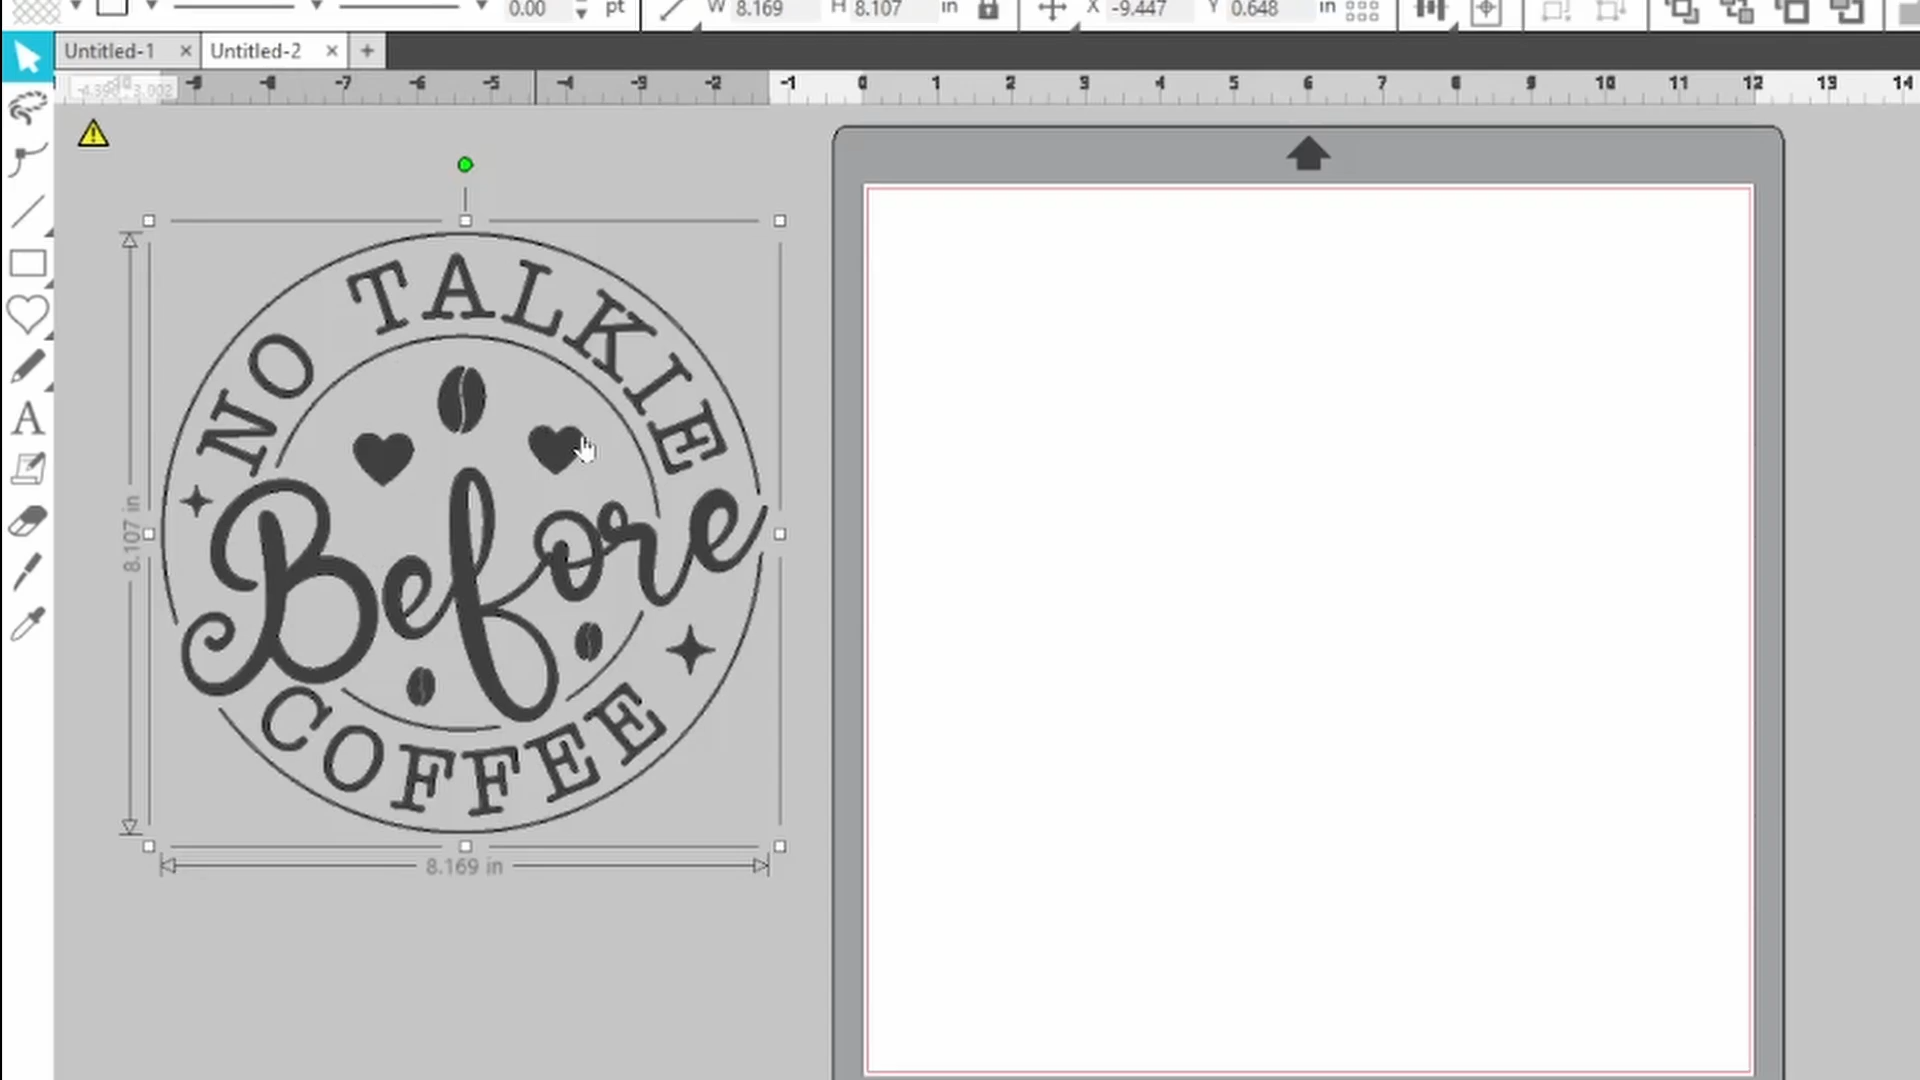 0.00 pt W 8.169 H 8.107 in X -9.447 Y 0.648 in
Untitled-1 Untitled-2
-9 -8 -7 -6 -5 -4 -3 -2 -1 0 1 2 3 4 5 6 7 8 9 10 11 12 13 14
NO TALKIE
Before
COFFEE
8.107 in
8.169 in
A